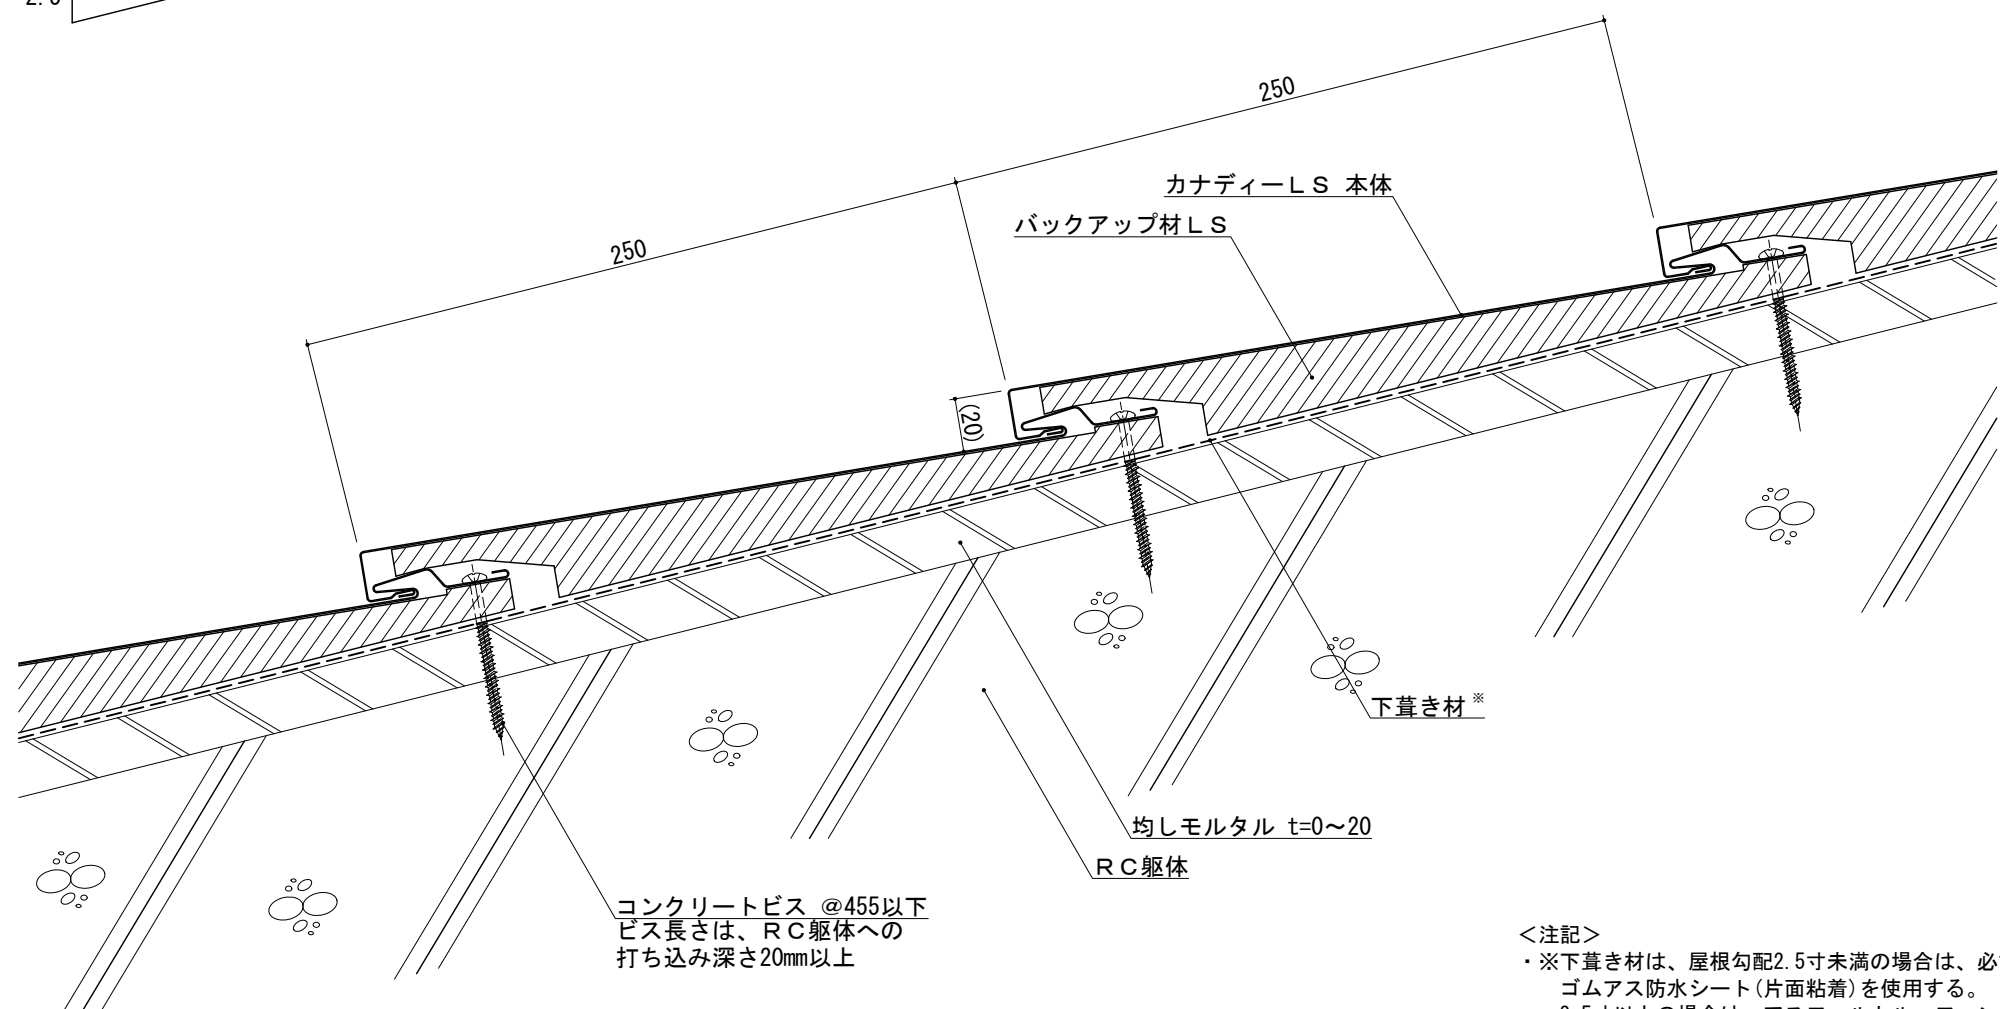 250
250
カナディーＬＳ 本体
バックアップ材ＬＳ
(20)
下葺き材※
均しモルタル t=0～20
ＲＣ躯体
コンクリートビス @455以下
ビス長さは、ＲＣ躯体への
打ち込み深さ20mm以上
＜注記＞
・※下葺き材は、屋根勾配2.5寸未満の場合は、必
ゴムアス防水シート(片面粘着)を使用する。